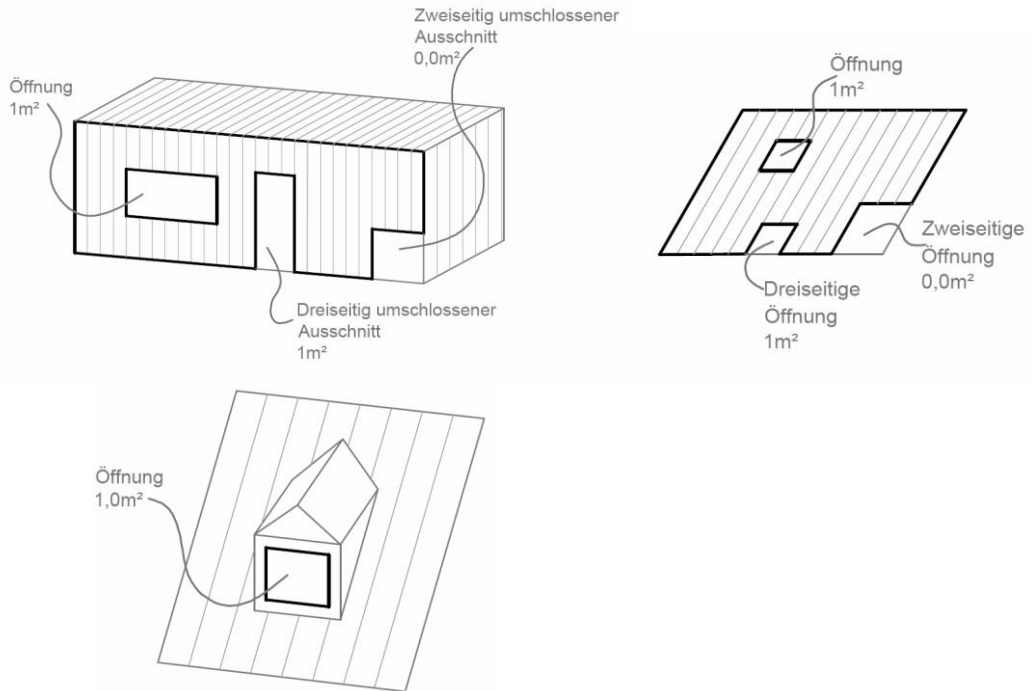 Zweiseitig umschlossener
Ausschnitt
0,0m²
Öffnung
1m²
Dreiseitig umschlossener
Ausschnitt
1m²
Öffnung
1m²
Zweiseitige
Öffnung
0,0m²
Dreiseitige
Öffnung
1m²
Öffnung
1,0m²